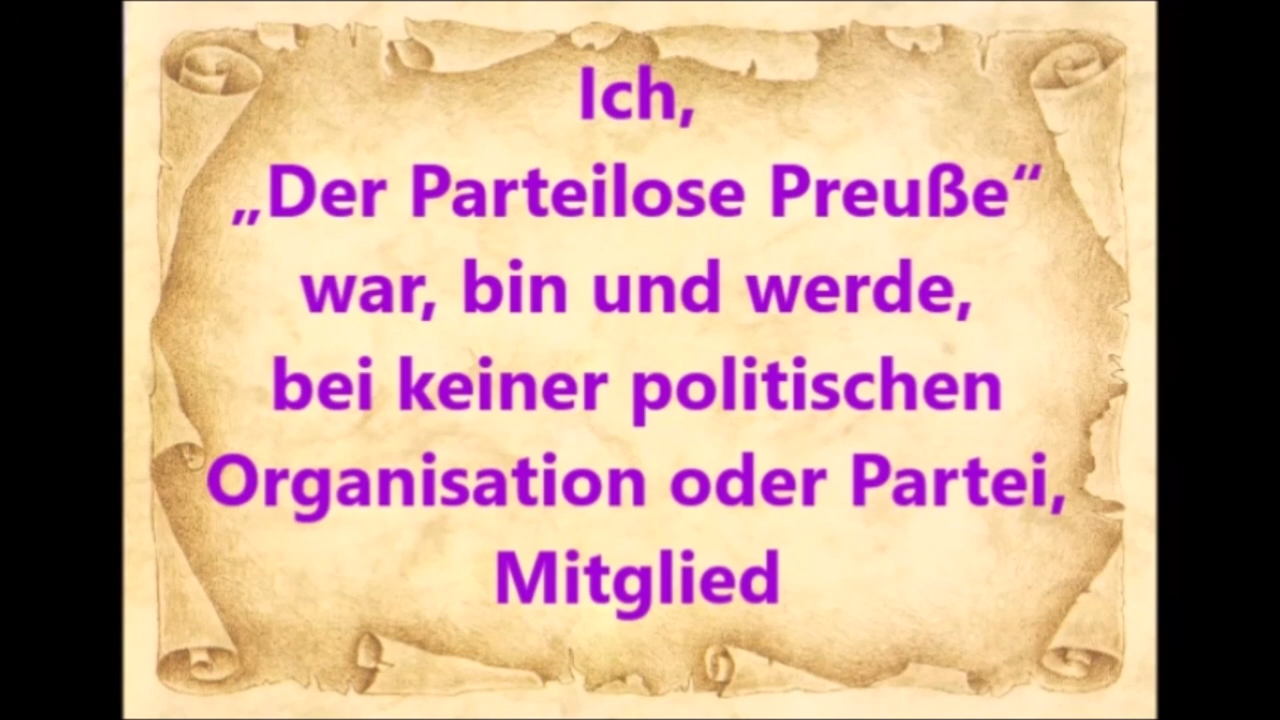 Ich,
„Der Parteilose Preuße“
war, bin und werde,
bei keiner politischen
Organisation oder Partei,
Mitglied